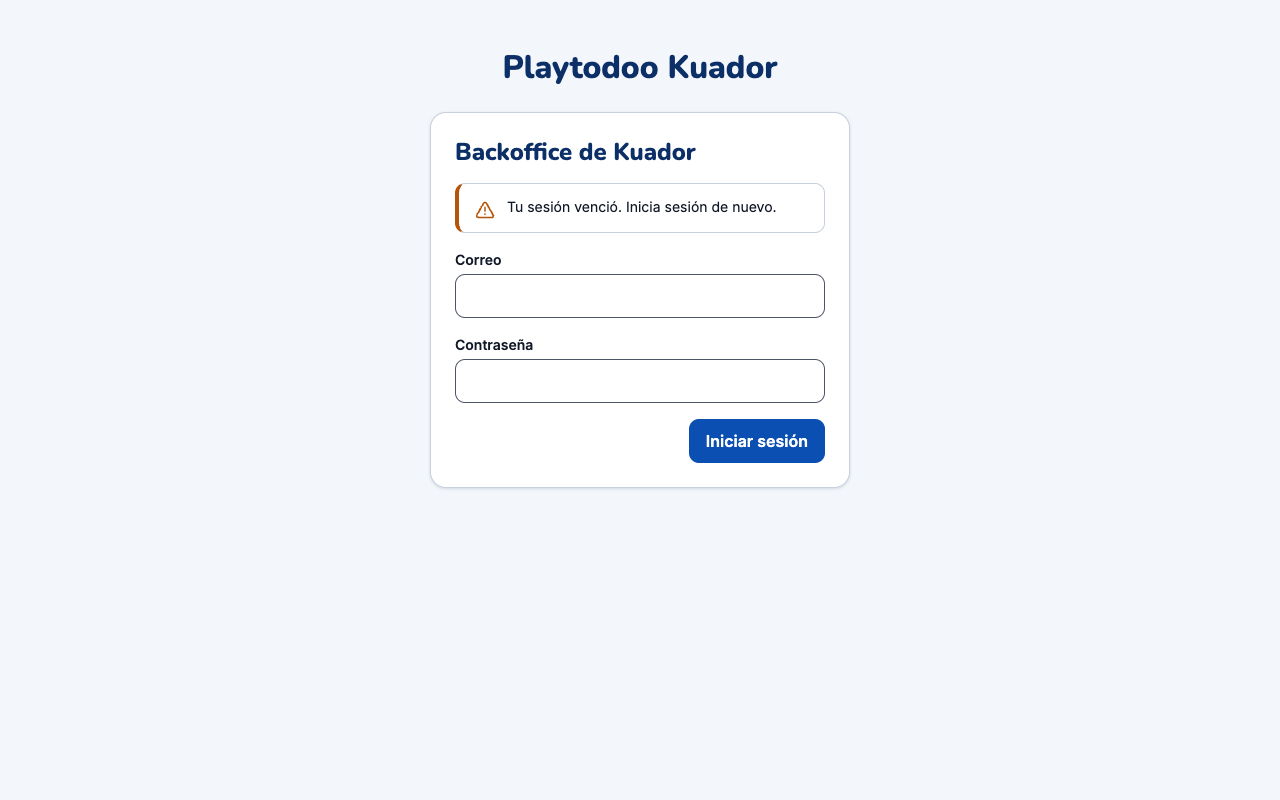 Playtodoo Kuador
Backoffice de Kuador
Tu sesión venció. Inicia sesión de nuevo.
Correo
Contraseña
Iniciar sesión